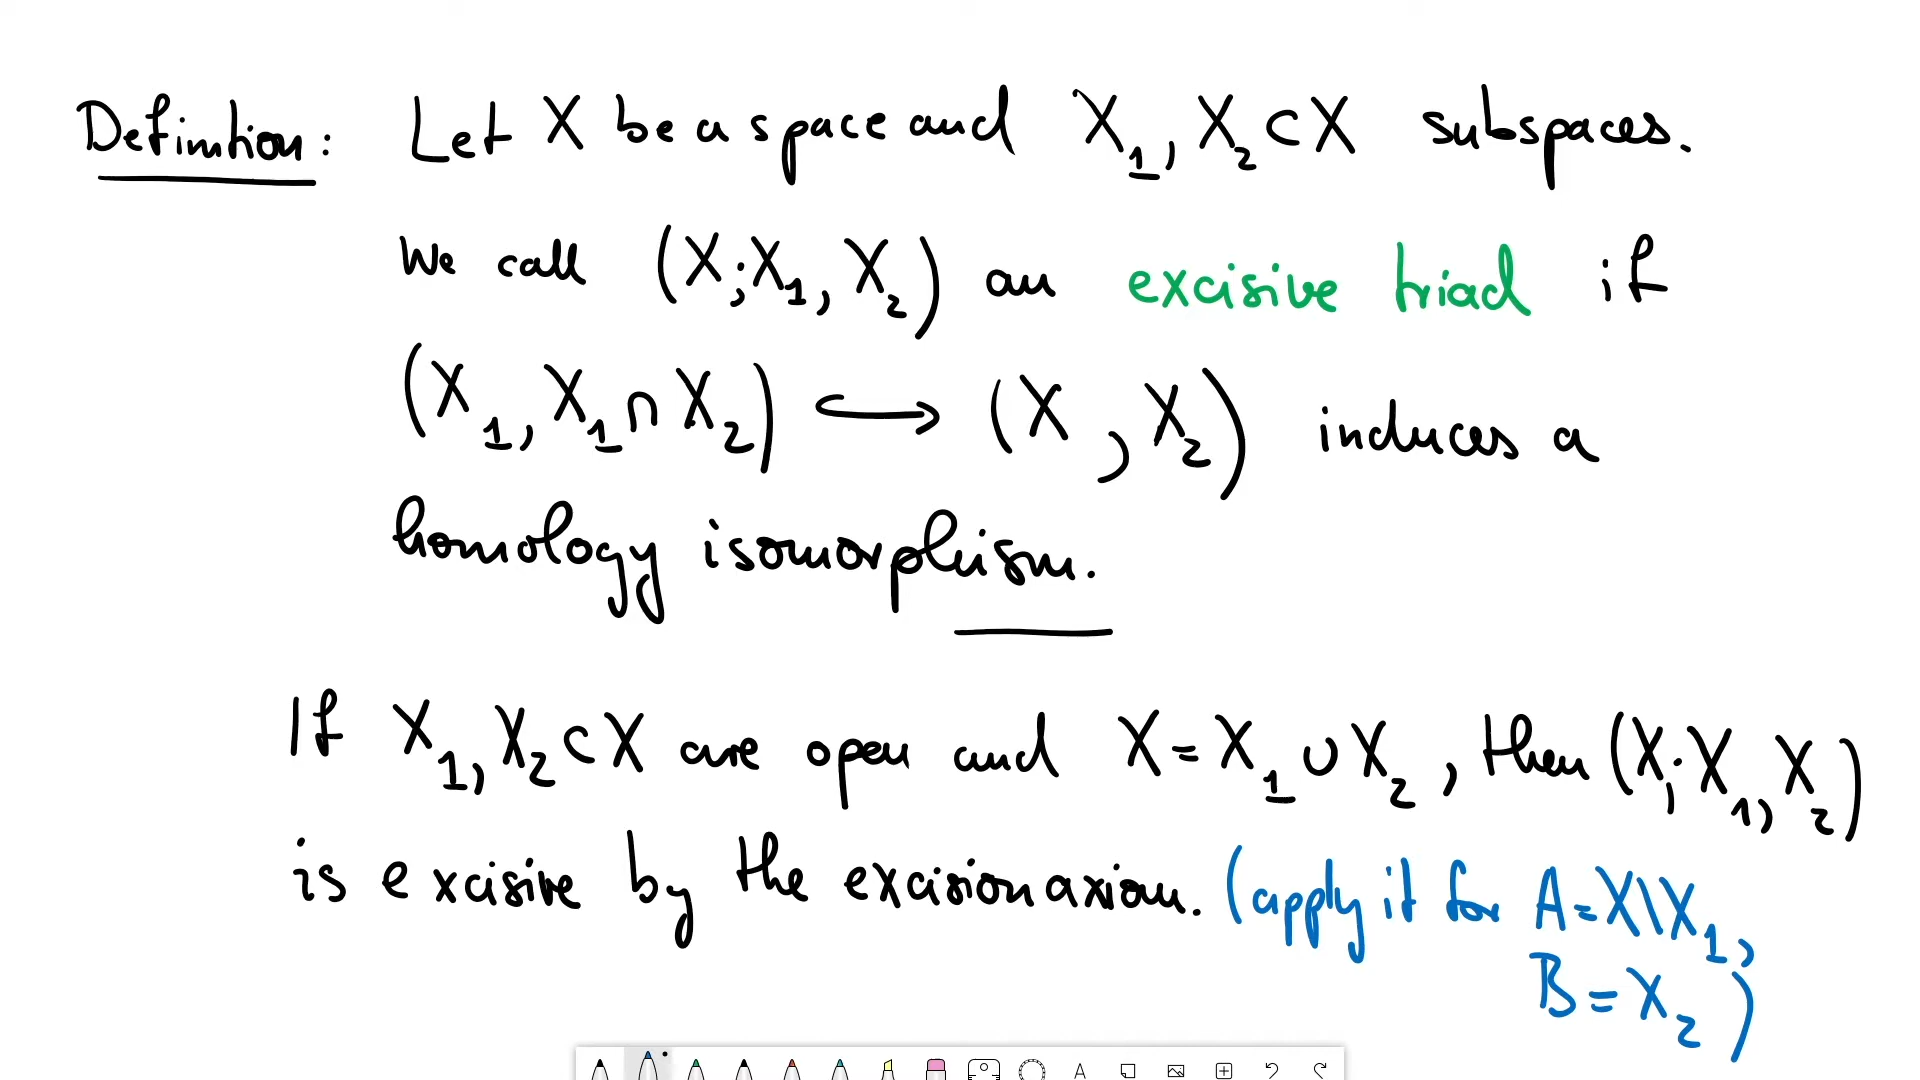 Definition: Let X be a space and X₁, X₂ ⊂ X subspaces.
We call (X; X₁, X₂) an excisive triad if
(X₁, X₁ ∩ X₂) ↪ (X, X₂) induces a
homology isomorphism.
If X₁, X₂ ⊂ X are open and X = X₁ ∪ X₂, then (X; X₁, X₂)
is excisive by the excision axiom. (apply it for A = X \ X₁,
B = X₂)